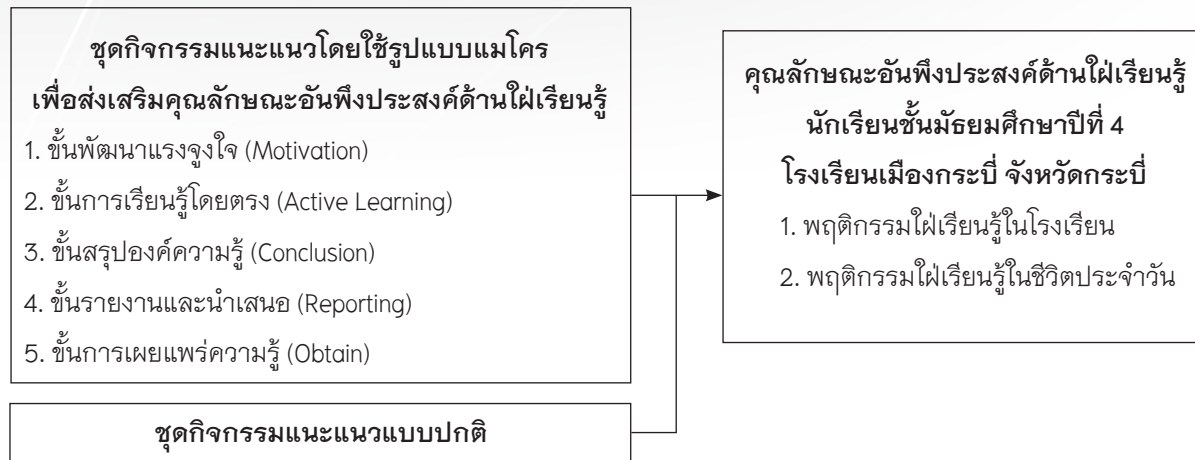 ชุดกิจกรรมแนะแนวโดยใช้รูปแบบแมโคร
เพื่อส่งเสริมคุณลักษณะอันพึงประสงค์ด้านใฝ่เรียนรู้
1. ขั้นพัฒนาแรงจูงใจ (Motivation)
2. ขั้นการเรียนรู้โดยตรง (Active Learning)
3. ขั้นสรุปองค์ความรู้ (Conclusion)
4. ขั้นรายงานและนำเสนอ (Reporting)
5. ขั้นการเผยแพร่ความรู้ (Obtain)
ชุดกิจกรรมแนะแนวแบบปกติ
คุณลักษณะอันพึงประสงค์ด้านใฝ่เรียนรู้
นักเรียนชั้นมัธยมศึกษาปีที่ 4
โรงเรียนเมืองกระบี่ จังหวัดกระบี่
1. พฤติกรรมใฝ่เรียนรู้ในโรงเรียน
2. พฤติกรรมใฝ่เรียนรู้ในชีวิตประจำวัน